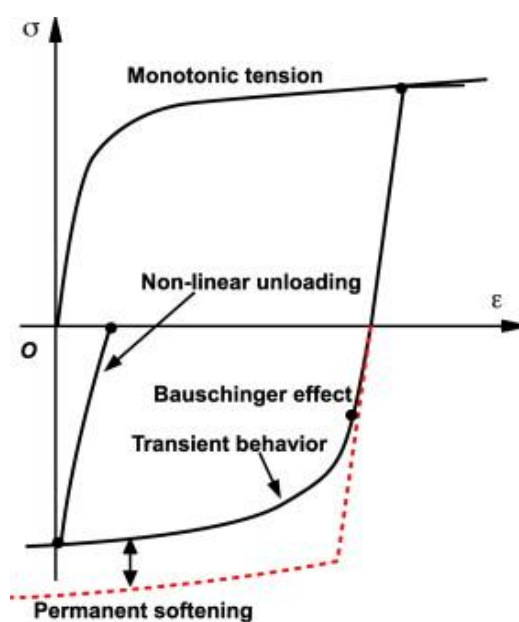 σ
Monotonic tension
Non-linear unloading
ε
O
Bauschinger effect
Transient behavior
Permanent softening